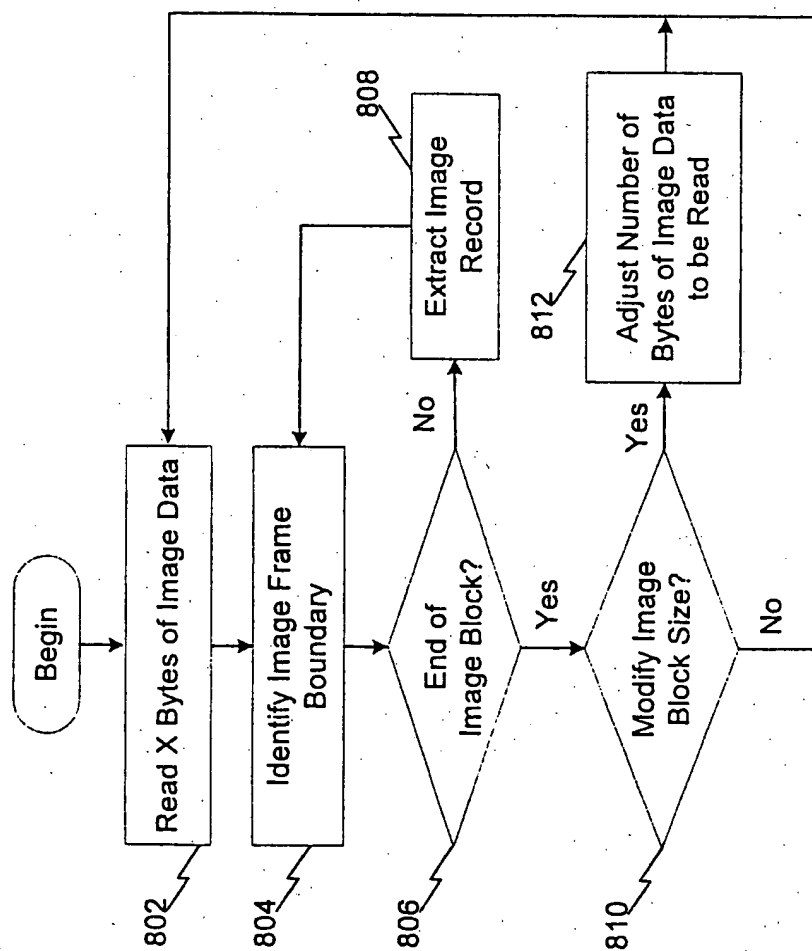 Begin
802
Read X Bytes of Image Data
804
Identify Image Frame
Boundary
806
End of
Image Block?
No
808
Extract Image
Record
Yes
810
Modify Image
Block Size?
Yes
812
Adjust Number of
Bytes of Image Data
to be Read
No